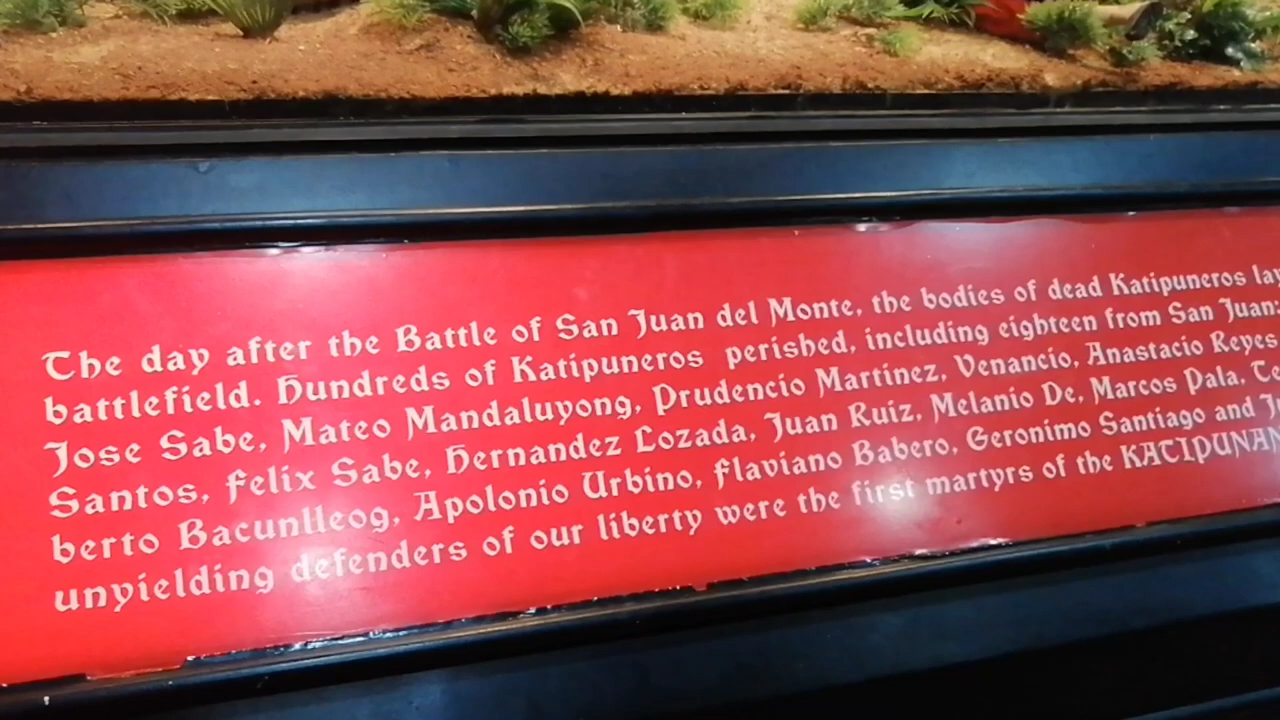 The day after the Battle of San Juan del Monte, the bodies of dead Katipuneros lay
battlefield. Hundreds of Katipuneros perished, including eighteen from San Juan:
Jose Sabe, Mateo Mandaluyong, Prudencio Martinez, Venancio, Anastacio Reyes
Santos, Felix Sabe, Hernandez Lozada, Juan Ruiz, Melanio De, Marcos Pala,
berto Bacunlleog, Apolonio Urbino, Flaviano Babero, Geronimo Santiago and
unyielding defenders of our liberty were the first martyrs of the KATIPUNAN